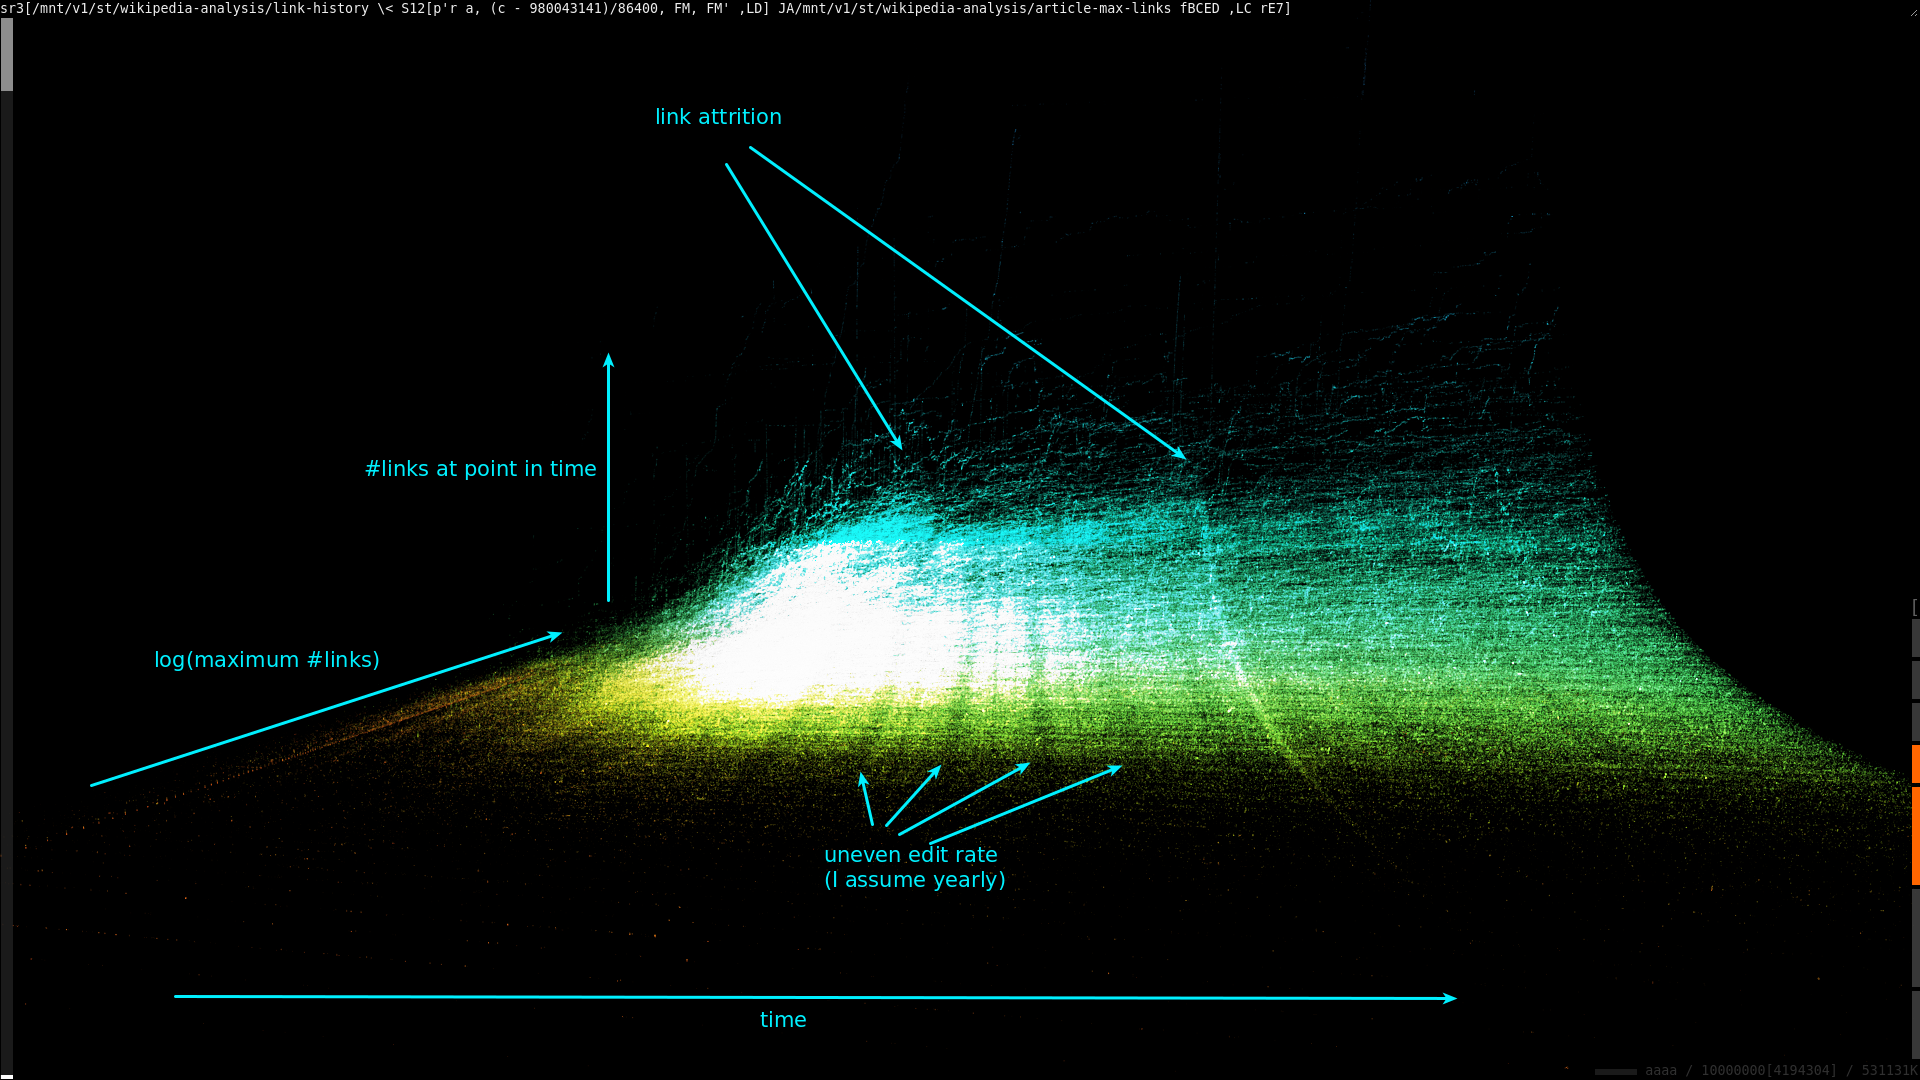 sr3[/mnt/v1/st/wikipedia-analysis/link-history \< S12[p'r a, (c - 980043141)/86400, FM, FM' ,LD] JA/mnt/v1/st/wikipedia-analysis/article-max-links fBCED ,LC rE7]
link attrition
#links at point in time
log(maximum #links)
uneven edit rate
(I assume yearly)
time
aaaa / 10000000[4194304] / 531131K